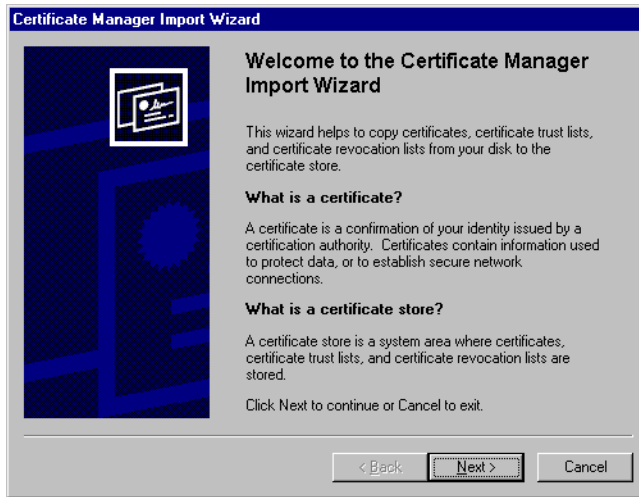 Certificate Manager Import Wizard
Welcome to the Certificate Manager
Import Wizard
This wizard helps to copy certificates, certificate trust lists,
and certificate revocation lists from your disk to the
certificate store.
What is a certificate?
A certificate is a confirmation of your identity issued by a
certification authority.  Certificates contain information used
to protect data, or to establish secure network
connections.
What is a certificate store?
A certificate store is a system area where certificates,
certificate trust lists, and certificate revocation lists are
stored.
Click Next to continue or Cancel to exit.
< Back Next > Cancel